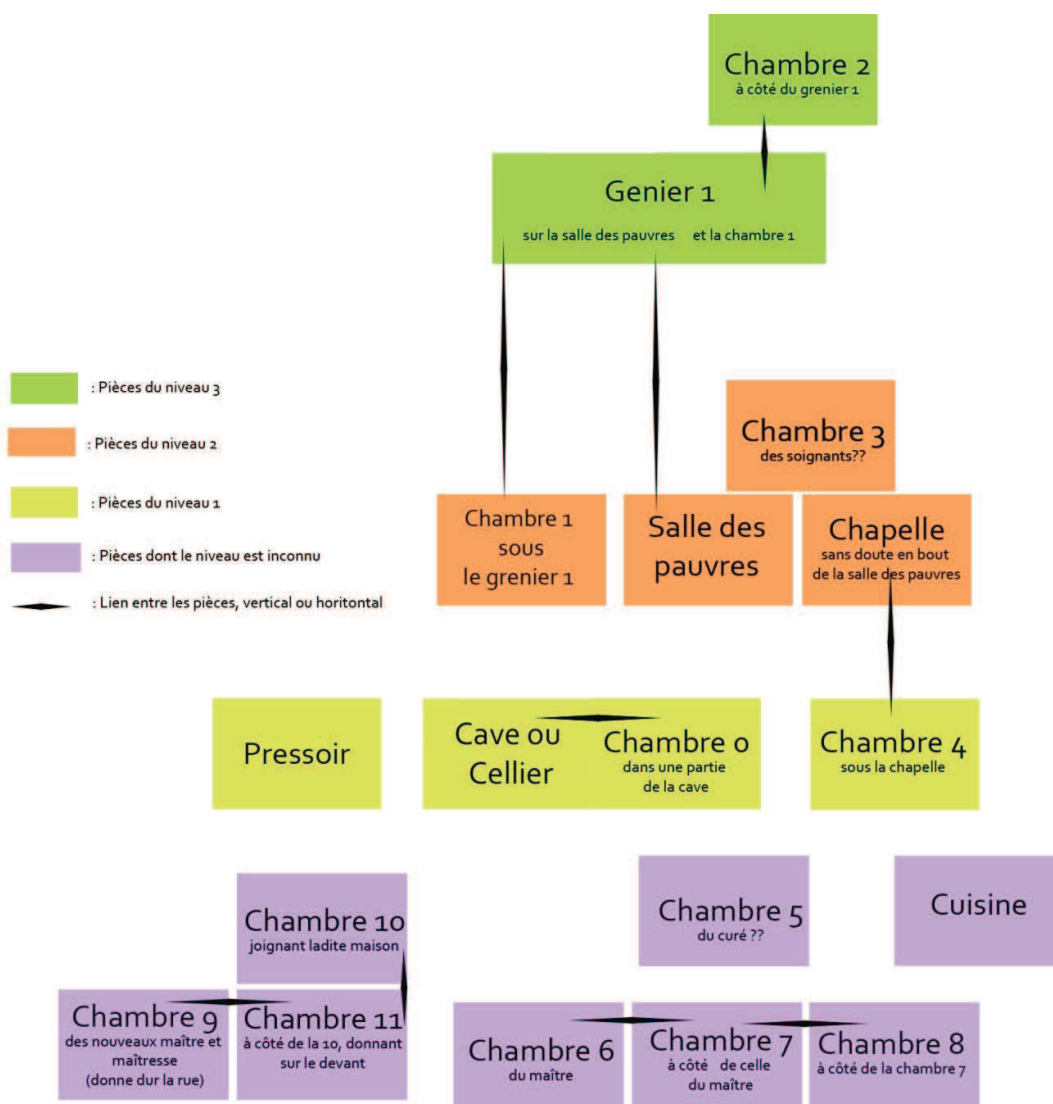 Chambre 2
à côté du grenier 1
Genier 1
sur la salle des pauvres et la chambre 1
: Pièces du niveau 3
: Pièces du niveau 2
: Pièces du niveau 1
: Pièces dont le niveau est inconnu
: Lien entre les pièces, vertical ou horitontal
Chambre 3
des soignants??
Chambre 1
sous
le grenier 1
Salle des
pauvres
Chapelle
sans doute en bout
de la salle des pauvres
Pressoir
Cave ou
Cellier
Chambre 0
dans une partie
de la cave
Chambre 4
sous la chapelle
Chambre 5
du curé ??
Cuisine
Chambre 10
joignant ladite maison
Chambre 9
des nouveaux maître et
maîtresse
(donne dur la rue)
Chambre 11
à côté de la 10, donnant
sur le devant
Chambre 6
du maître
Chambre 7
à côté de celle
du maître
Chambre 8
à côté de la chambre 7